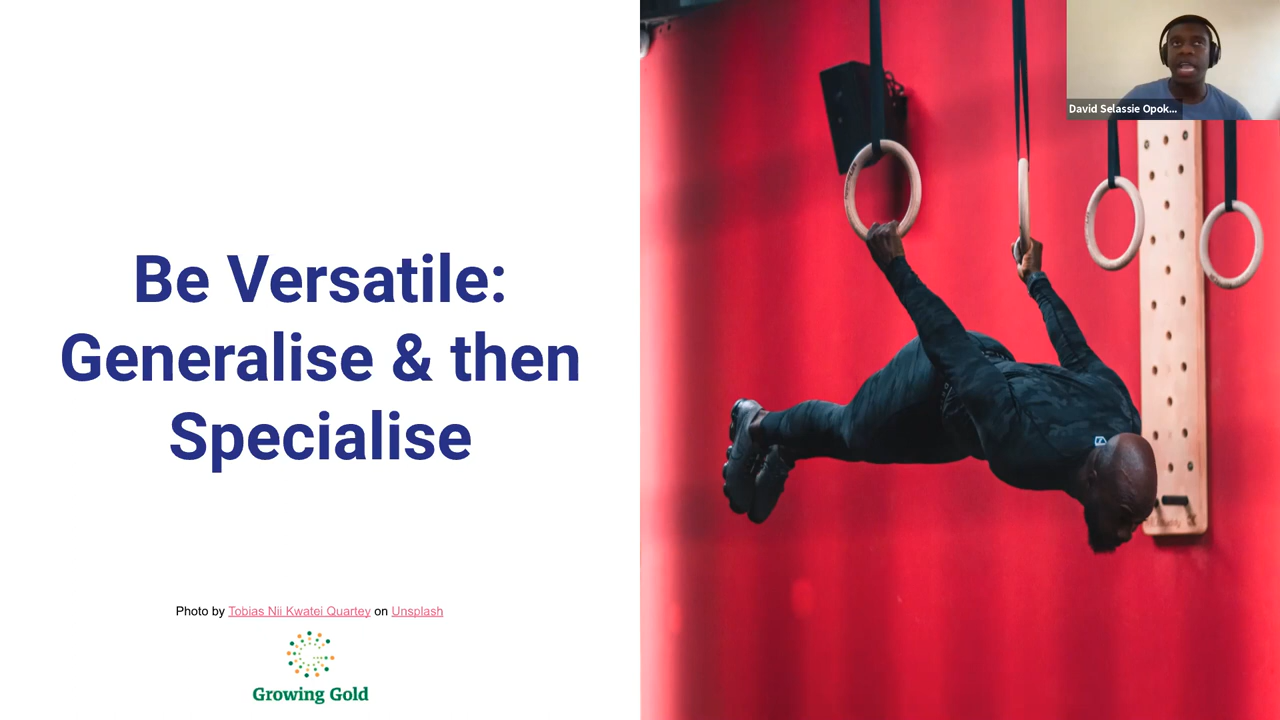 Be Versatile:
Generalise & then
Specialise
Photo by Tobias Nii Kwatei Quartey on Unsplash
Growing Gold
David Selassie Opok...